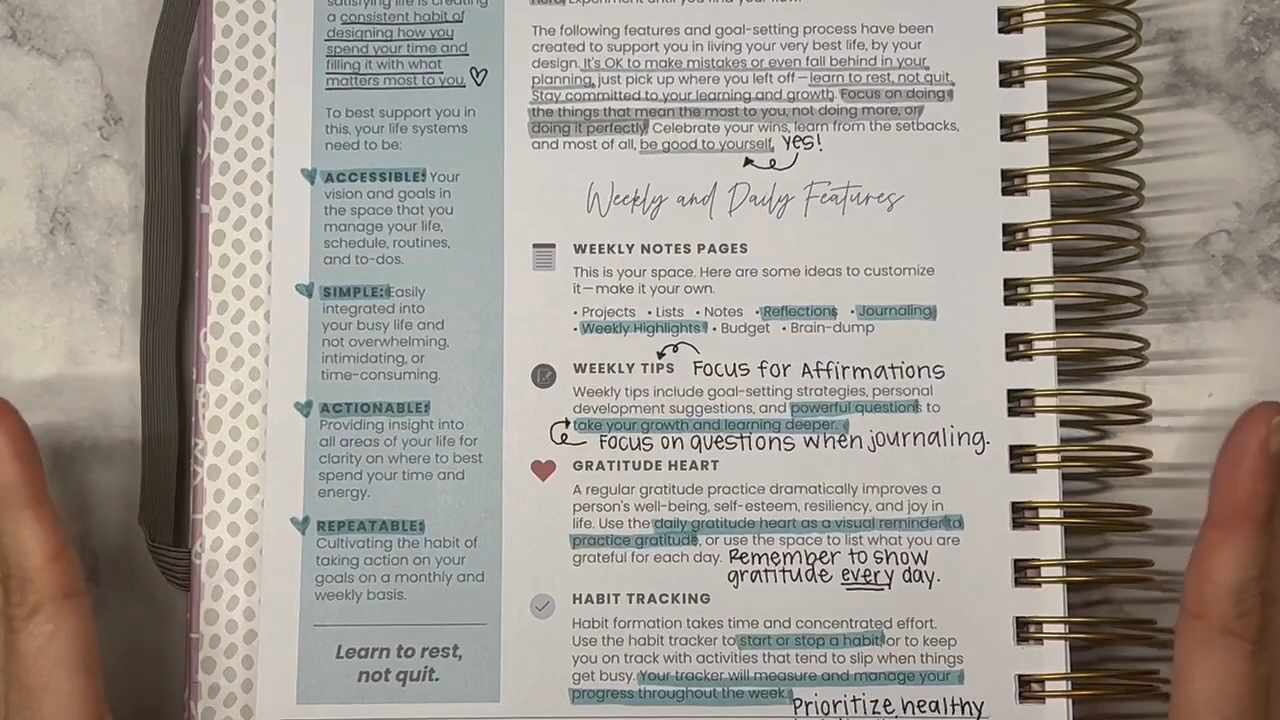 satisfying life is creating
a consistent habit of
designing how you
spend your time and
filling it with what
matters most to you.
To best support you in
this, your life systems
need to be:
ACCESSIBLE: Your
vision and goals in
the space that you
manage your life,
schedule, routines,
and to-dos.
SIMPLE: Easily
integrated into
your busy life and
not overwhelming,
intimidating, or
time-consuming.
ACTIONABLE:
Providing insight into
all areas of your life for
clarity on where to best
spend your time and
energy.
REPEATABLE:
Cultivating the habit of
taking action on your
goals on a monthly and
weekly basis.
Learn to rest,
not quit.
here. Experiment until you find your flow.
The following features and goal-setting process have been
created to support you in living your very best life, by your
design. It's OK to make mistakes or even fall behind in your
planning, just pick up where you left off—learn to rest, not quit.
Stay committed to your learning and growth. Focus on doing
the things that mean the most to you, not doing more, or
doing it perfectly. Celebrate your wins, learn from the setbacks,
and most of all, be good to yourself. yes!
Weekly and Daily Features
WEEKLY NOTES PAGES
This is your space. Here are some ideas to customize
it—make it your own.
• Projects • Lists • Notes • Reflections • Journaling
• Weekly Highlights • Budget • Brain-dump
WEEKLY TIPS Focus for Affirmations
Weekly tips include goal-setting strategies, personal
development suggestions, and powerful questions to
take your growth and learning deeper.
Focus on questions when journaling.
GRATITUDE HEART
A regular gratitude practice dramatically improves a
person's well-being, self-esteem, resiliency, and joy in
life. Use the daily gratitude heart as a visual reminder to
practice gratitude, or use the space to list what you are
grateful for each day. Remember to show
gratitude every day.
HABIT TRACKING
Habit formation takes time and concentrated effort.
Use the habit tracker to start or stop a habit, or to keep
you on track with activities that tend to slip when things
get busy. Your tracker will measure and manage your
progress throughout the week. Prioritize healthy